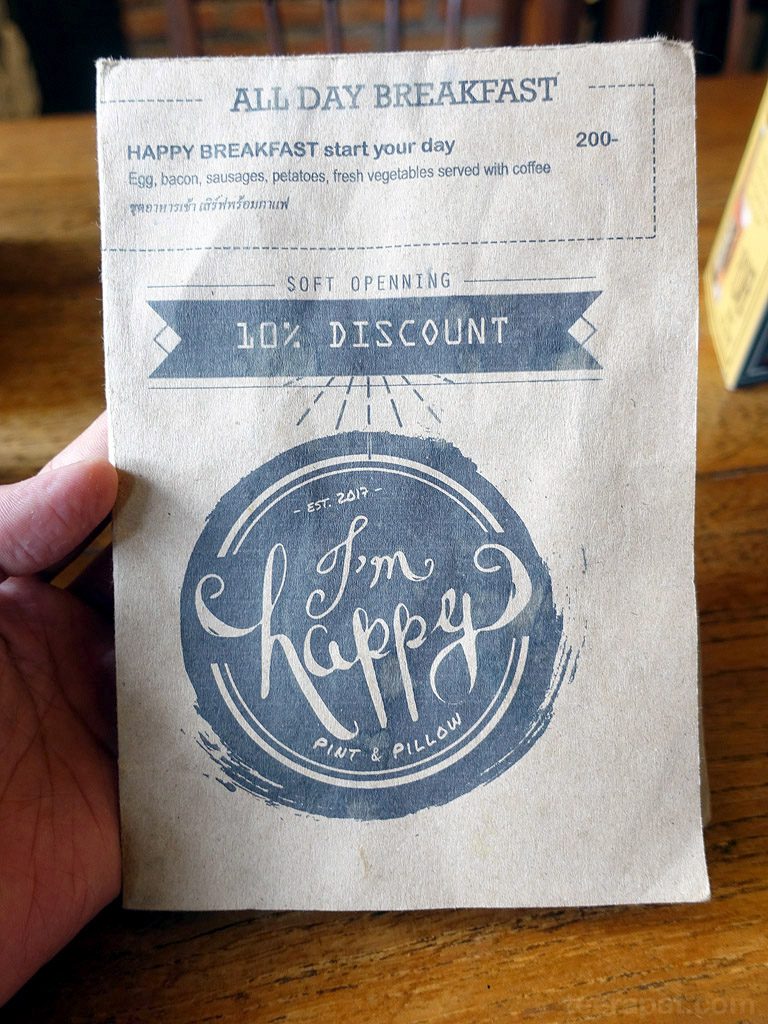 ALL DAY BREAKFAST
HAPPY BREAKFAST start your day 200-
Egg, bacon, sausages, petatoes, fresh vegetables served with coffee
ชุดอาหารเช้า เสิร์ฟพร้อมกาแฟ
SOFT OPENNING
10% DISCOUNT
- EST. 2017 -
I'm
happy
PINT & PILLOW